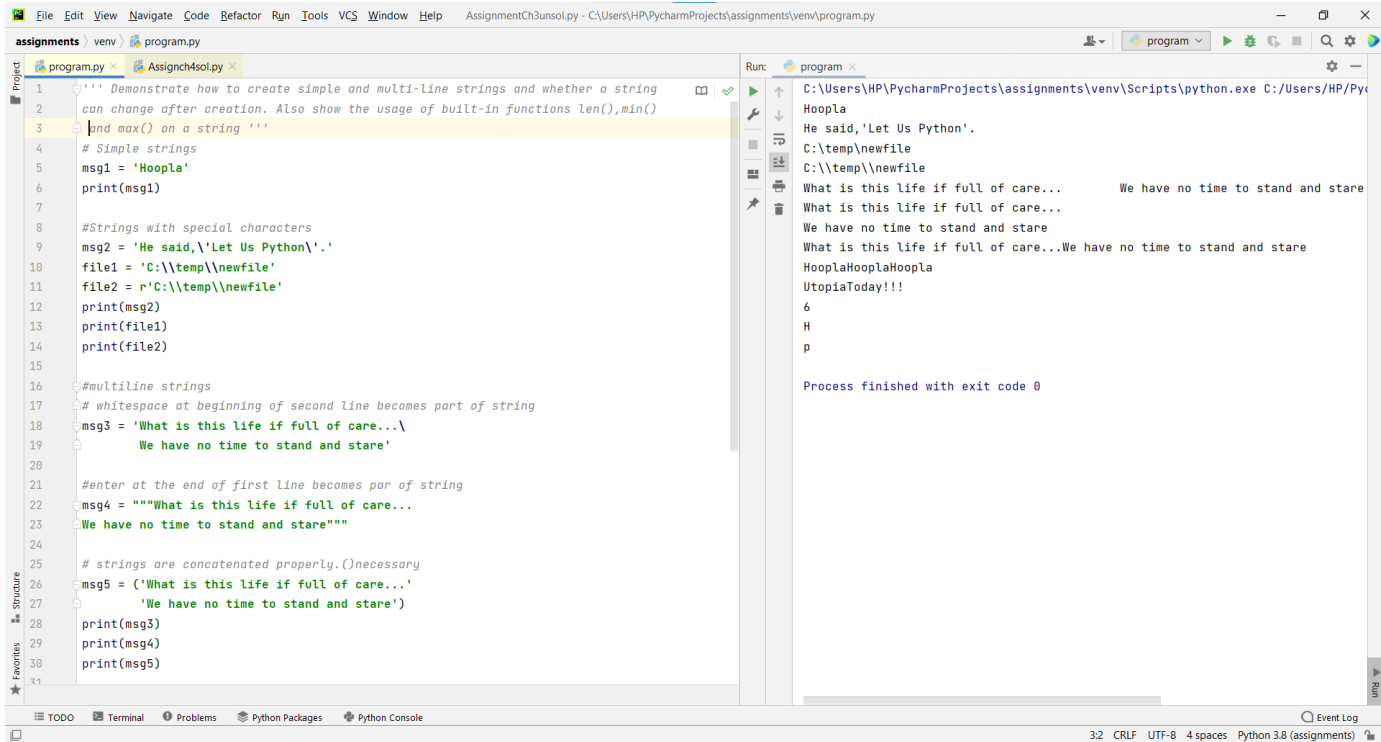 File Edit View Navigate Code Refactor Run Tools VCS Window Help AssignmentCh3unsol.py - C:\Users\HP\PycharmProjects\assignments\venv\program.py
assignments venv program.py
program
Project
program.py
Assignch4sol.py
1 ''' Demonstrate how to create simple and multi-line strings and whether a string
2 can change after creation. Also show the usage of built-in functions len(),min()
3 and max() on a string '''
4 # Simple strings
5 msg1 = 'Hoopla'
6 print(msg1)
7
8 #Strings with special characters
9 msg2 = 'He said,\'Let Us Python\'.'
10 file1 = 'C:\\temp\\newfile'
11 file2 = r'C:\\temp\\newfile'
12 print(msg2)
13 print(file1)
14 print(file2)
15
16 #multiline strings
17 # whitespace at beginning of second line becomes part of string
18 msg3 = 'What is this life if full of care...\
19         We have no time to stand and stare'
20
21 #enter at the end of first line becomes par of string
22 msg4 = """What is this life if full of care...
23 We have no time to stand and stare"""
24
25 # strings are concatenated properly.()necessary
26 msg5 = ('What is this life if full of care...'
27         'We have no time to stand and stare')
28 print(msg3)
29 print(msg4)
30 print(msg5)
31
Run: program
C:\Users\HP\PycharmProjects\assignments\venv\Scripts\python.exe C:/Users/HP/Pyc
Hoopla
He said,'Let Us Python'.
C:\temp\newfile
C:\\temp\\newfile
What is this life if full of care...        We have no time to stand and stare
What is this life if full of care...
We have no time to stand and stare
What is this life if full of care...We have no time to stand and stare
HooplaHooplaHoopla
UtopiaToday!!!
6
H
p
Process finished with exit code 0
Structure
Favorites
Run
TODO Terminal Problems Python Packages Python Console Event Log
3:2 CRLF UTF-8 4 spaces Python 3.8 (assignments)